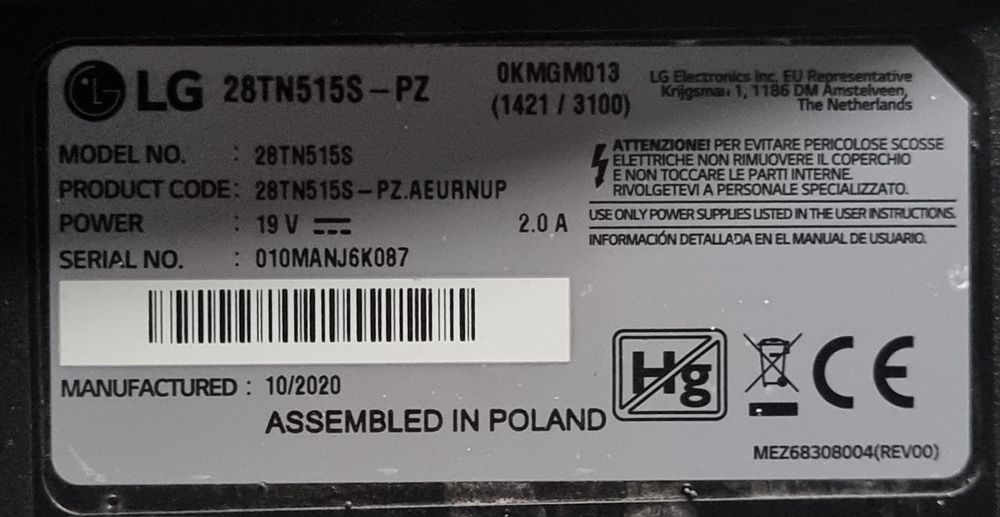 LG 28TN515S-PZ
0KMGM013
(1421 / 3100)
LG Electronics Inc. EU Representative
Krijgsman 1, 1186 DM Amstelveen,
The Netherlands
MODEL NO. : 28TN515S
PRODUCT CODE : 28TN515S-PZ.AEURNUP
POWER : 19 V ⎓ 2.0 A
SERIAL NO. : 010MANJ6K087
ATTENZIONE! PER EVITARE PERICOLOSE SCOSSE
ELETTRICHE NON RIMUOVERE IL COPERCHIO
E NON TOCCARE LE PARTI INTERNE.
RIVOLGETEVI A PERSONALE SPECIALIZZATO.
USE ONLY POWER SUPPLIES LISTED IN THE USER INSTRUCTIONS.
INFORMACIÓN DETALLADA EN EL MANUAL DE USUARIO.
MANUFACTURED : 10/2020
ASSEMBLED IN POLAND
Hg
CE
MEZ68308004(REV00)